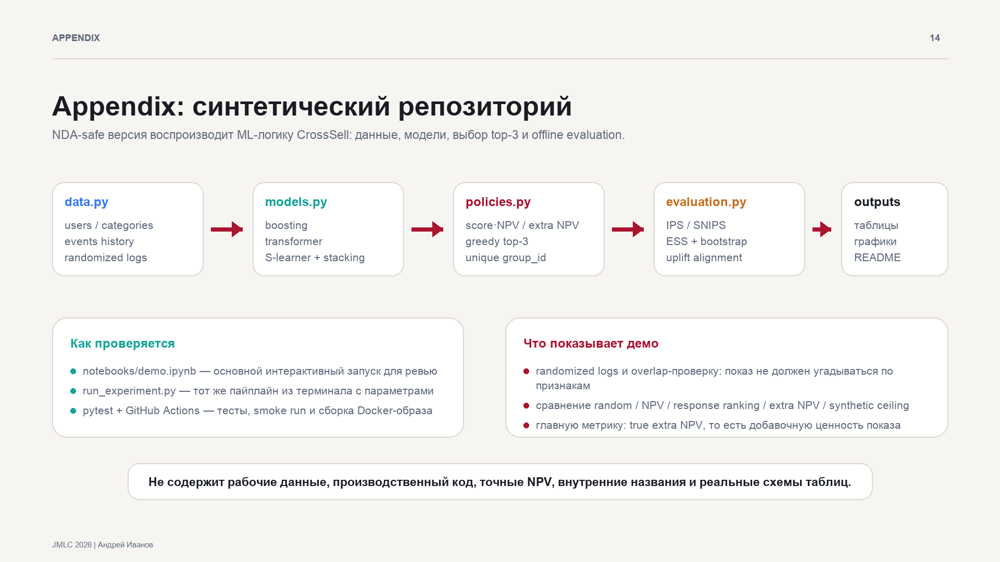 APPENDIX
14
Appendix: синтетический репозиторий
NDA-safe версия воспроизводит ML-логику CrossSell: данные, модели, выбор top-3 и offline evaluation.
data.py
users / categories
events history
randomized logs
models.py
boosting
transformer
S-learner + stacking
policies.py
score·NPV / extra NPV
greedy top-3
unique group_id
evaluation.py
IPS / SNIPS
ESS + bootstrap
uplift alignment
outputs
таблицы
графики
README
Как проверяется
notebooks/demo.ipynb — основной интерактивный запуск для ревью
run_experiment.py — тот же пайплайн из терминала с параметрами
pytest + GitHub Actions — тесты, smoke run и сборка Docker-образа
Что показывает демо
randomized logs и overlap-проверку: показ не должен угадываться по
признакам
сравнение random / NPV / response ranking / extra NPV / synthetic ceiling
главную метрику: true extra NPV, то есть добавочную ценность показа
Не содержит рабочие данные, производственный код, точные NPV, внутренние названия и реальные схемы таблиц.
JMLC 2026 | Андрей Иванов